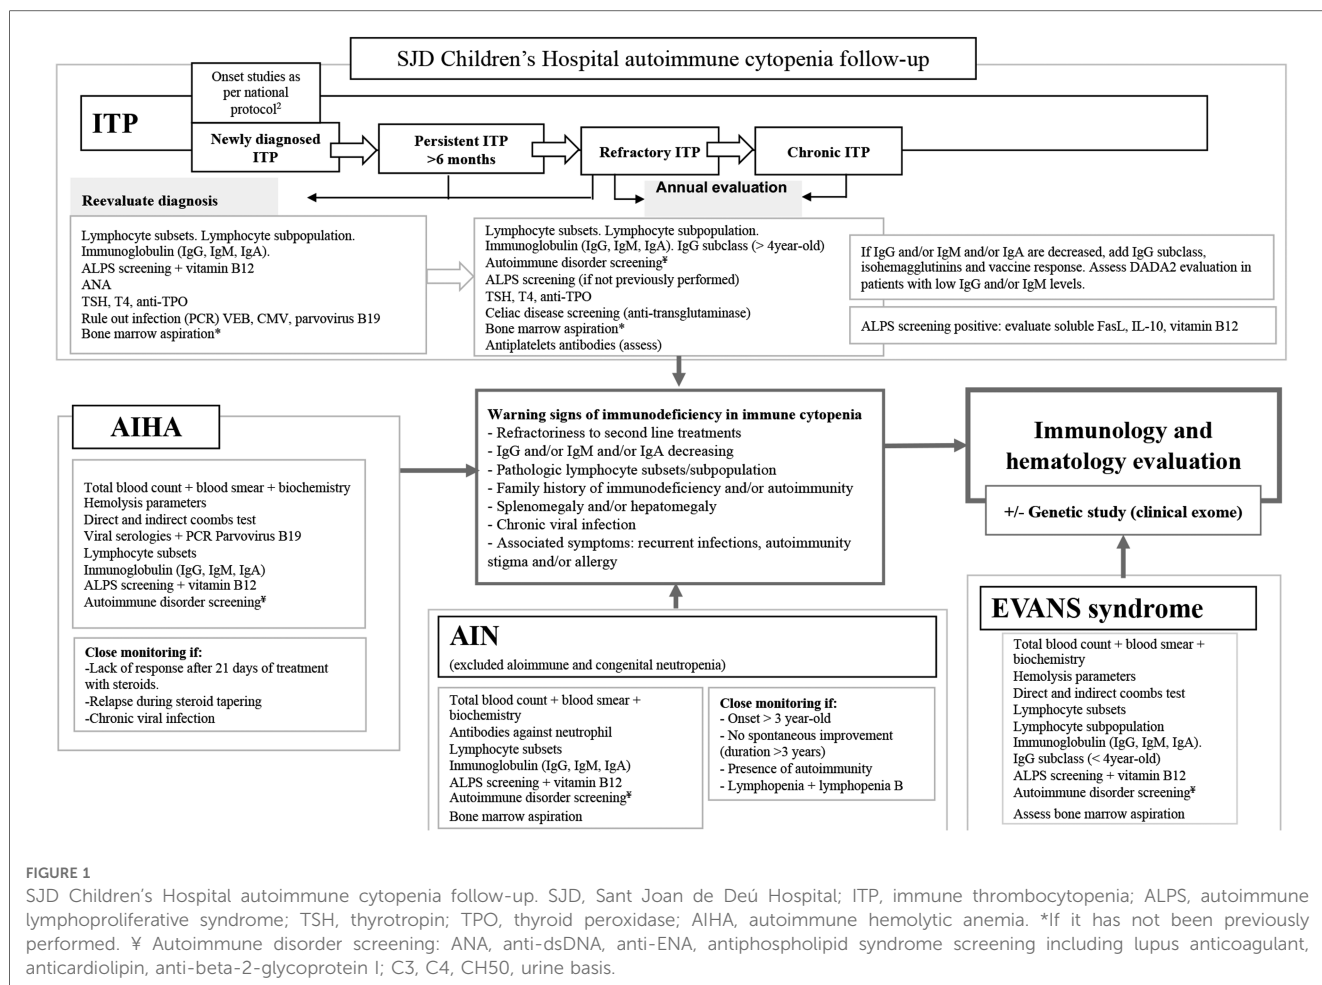 SJD Children's Hospital autoimmune cytopenia follow-up
Onset studies as
per national
protocol2
ITP
Newly diagnosed
ITP
Persistent ITP
>6 months
Refractory ITP
Chronic ITP
Reevaluate diagnosis
Annual evaluation
Lymphocyte subsets. Lymphocyte subpopulation.
Immunoglobulin (IgG, IgM, IgA).
ALPS screening + vitamin B12
ANA
TSH, T4, anti-TPO
Rule out infection (PCR) VEB, CMV, parvovirus B19
Bone marrow aspiration*
Lymphocyte subsets. Lymphocyte subpopulation.
Immunoglobulin (IgG, IgM, IgA). IgG subclass (> 4year-old)
Autoimmune disorder screening¥
ALPS screening (if not previously performed)
TSH, T4, anti-TPO
Celiac disease screening (anti-transglutaminase)
Bone marrow aspiration*
Antiplatelets antibodies (assess)
If IgG and/or IgM and/or IgA are decreased, add IgG subclass,
isohemagglutinins and vaccine response. Assess DADA2 evaluation in
patients with low IgG and/or IgM levels.
ALPS screening positive: evaluate soluble FasL, IL-10, vitamin B12
AIHA
Total blood count + blood smear + biochemistry
Hemolysis parameters
Direct and indirect coombs test
Viral serologies + PCR Parvovirus B19
Lymphocyte subsets
Inmunoglobulin (IgG, IgM, IgA)
ALPS screening + vitamin B12
Autoimmune disorder screening¥
Close monitoring if:
-Lack of response after 21 days of treatment
with steroids.
-Relapse during steroid tapering
-Chronic viral infection
Warning signs of immunodeficiency in immune cytopenia
- Refractoriness to second line treatments
- IgG and/or IgM and/or IgA decreasing
- Pathologic lymphocyte subsets/subpopulation
- Family history of immunodeficiency and/or autoimmunity
- Splenomegaly and/or hepatomegaly
- Chronic viral infection
- Associated symptoms: recurrent infections, autoimmunity
stigma and/or allergy
Immunology and
hematology evaluation
+/- Genetic study (clinical exome)
AIN
(excluded aloimmune and congenital neutropenia)
Total blood count + blood smear +
biochemistry
Antibodies against neutrophil
Lymphocyte subsets
Inmunoglobulin (IgG, IgM, IgA)
ALPS screening + vitamin B12
Autoimmune disorder screening¥
Bone marrow aspiration
Close monitoring if:
- Onset > 3 year-old
- No spontaneous improvement
(duration >3 years)
- Presence of autoimmunity
- Lymphopenia + lymphopenia B
EVANS syndrome
Total blood count + blood smear +
biochemistry
Hemolysis parameters
Direct and indirect coombs test
Lymphocyte subsets
Lymphocyte subpopulation
Immunoglobulin (IgG, IgM, IgA).
IgG subclass (< 4year-old)
ALPS screening + vitamin B12
Autoimmune disorder screening¥
Assess bone marrow aspiration
FIGURE 1
SJD Children's Hospital autoimmune cytopenia follow-up. SJD, Sant Joan de Deú Hospital; ITP, immune thrombocytopenia; ALPS, autoimmune
lymphoproliferative syndrome; TSH, thyrotropin; TPO, thyroid peroxidase; AIHA, autoimmune hemolytic anemia. *If it has not been previously
performed. ¥ Autoimmune disorder screening: ANA, anti-dsDNA, anti-ENA, antiphospholipid syndrome screening including lupus anticoagulant,
anticardiolipin, anti-beta-2-glycoprotein I; C3, C4, CH50, urine basis.